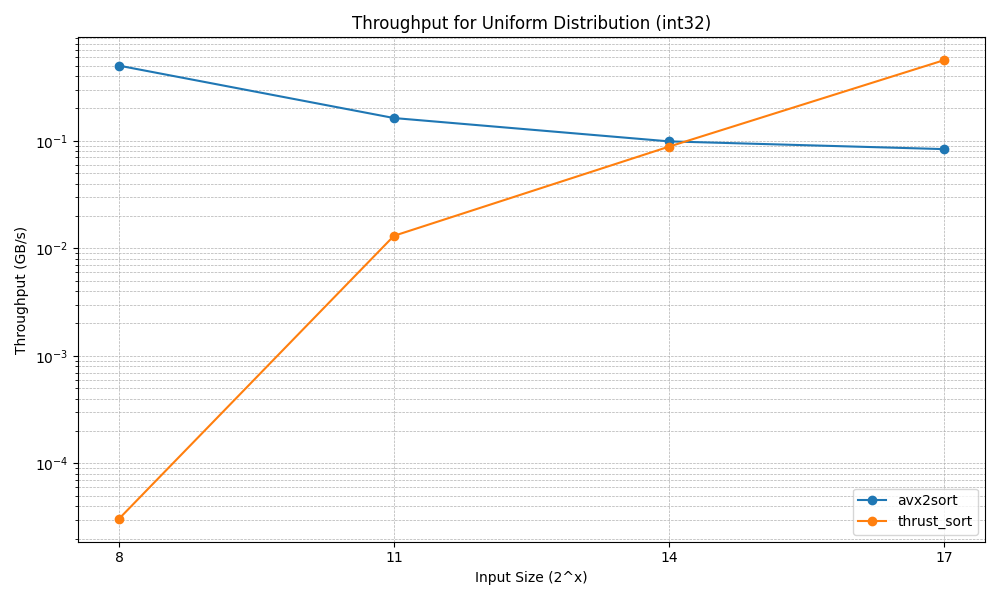 Throughput for Uniform Distribution (int32)
Throughput (GB/s)
10⁻¹
10⁻²
10⁻³
10⁻⁴
8
11
14
17
Input Size (2^x)
avx2sort
thrust_sort